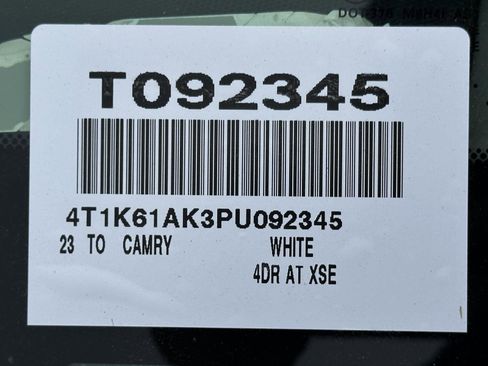 T092345
4T1K61AK3PU092345
23 TO CAMRY WHITE
4DR AT XSE